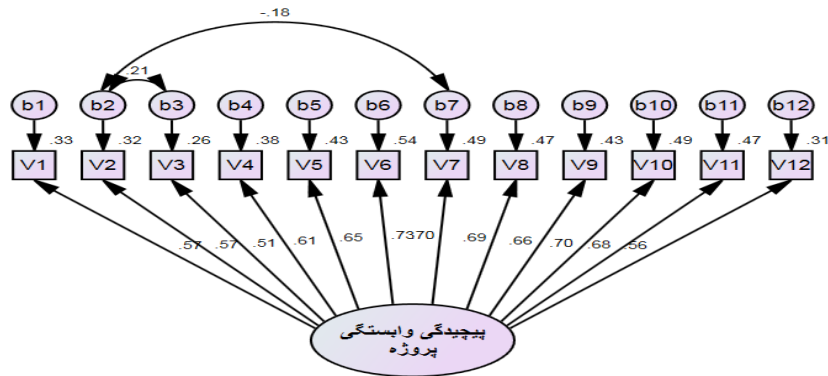 -.18
.21
b1 b2 b3 b4 b5 b6 b7 b8 b9 b10 b11 b12
.33 .32 .26 .38 .43 .54 .49 .47 .43 .49 .47 .31
V1 V2 V3 V4 V5 V6 V7 V8 V9 V10 V11 V12
.57 .57 .51 .61 .65 .7370 .69 .66 .70 .68 .56
پیچیدگی وابستگی
پروژه